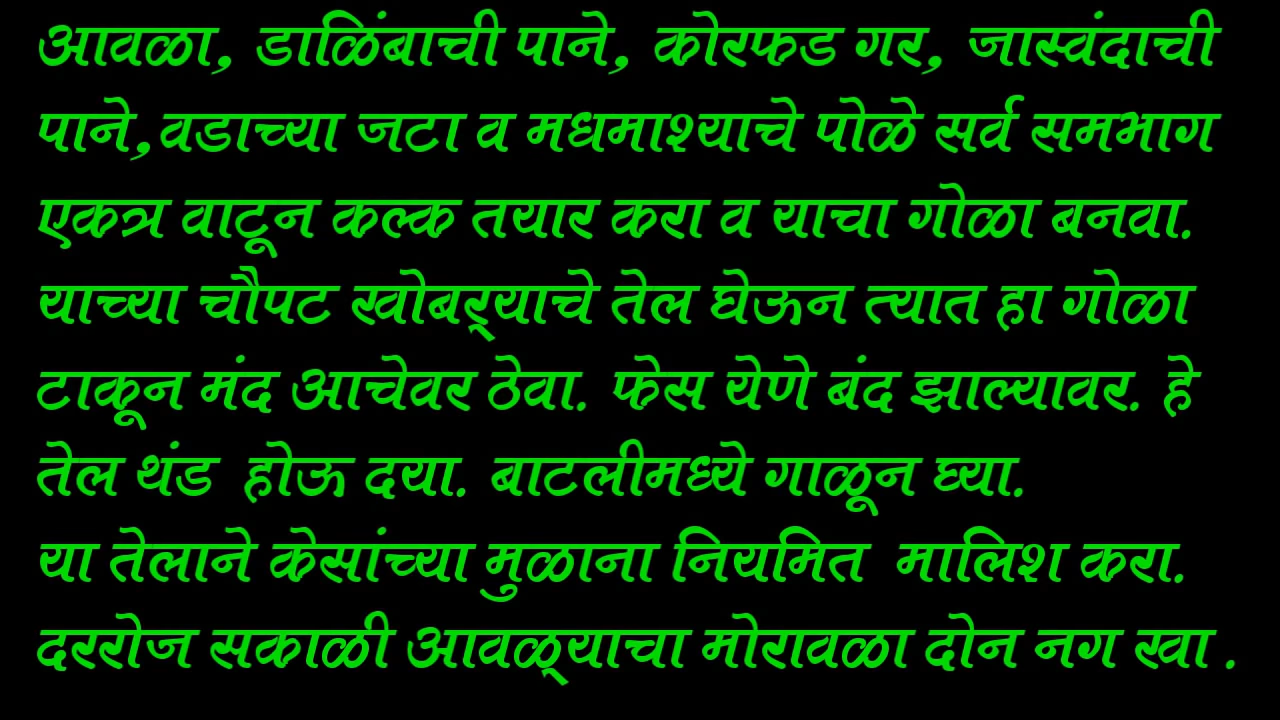 आवळा, डाळिंबाची पाने, कोरफड गर, जास्वंदाची
पाने,वडाच्या जटा व मधमाश्याचे पोळे सर्व समभाग
एकत्र वाटून कल्क तयार करा व याचा गोळा बनवा.
याच्या चौपट खोबऱ्याचे तेल घेऊन त्यात हा गोळा
टाकून मंद आचेवर ठेवा. फेस येणे बंद झाल्यावर. हे
तेल थंड  होऊ दया. बाटलीमध्ये गाळून घ्या.
या तेलाने केसांच्या मुळाना नियमित  मालिश करा.
दररोज सकाळी आवळ्याचा मोरावळा दोन नग खा .